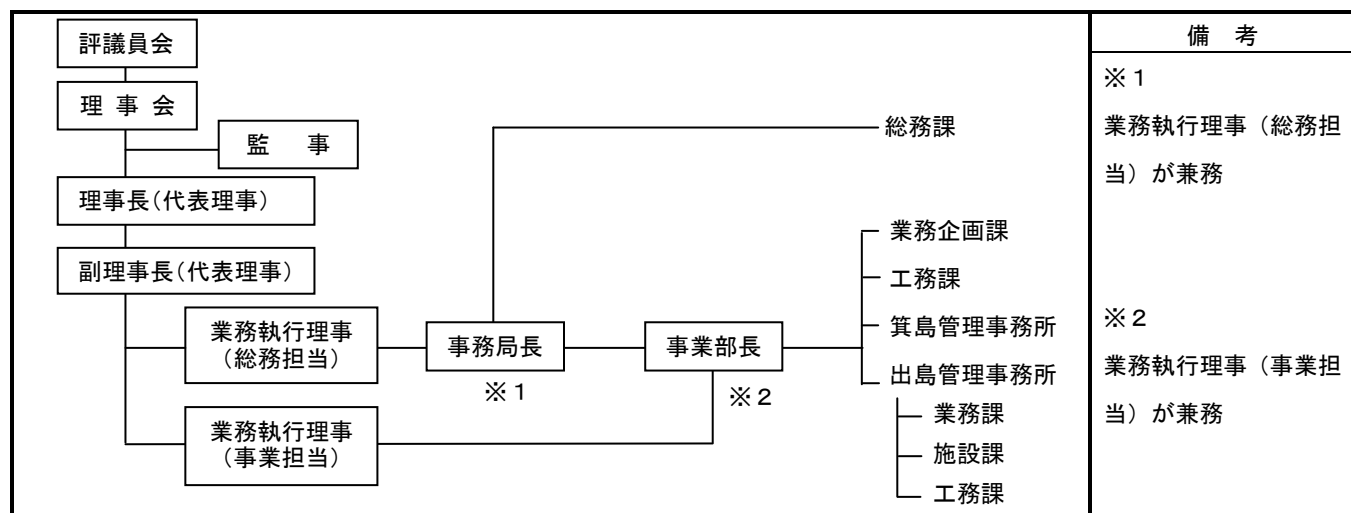 評議員会
理 事 会
監　事
理事長(代表理事)
副理事長(代表理事)
業務執行理事
(総務担当)
業務執行理事
(事業担当)
事務局長
※1
事業部長
※2
総務課
業務企画課
工務課
箕島管理事務所
出島管理事務所
業務課
施設課
工務課
備　考
※1
業務執行理事（総務担
当）が兼務
※2
業務執行理事（事業担
当）が兼務